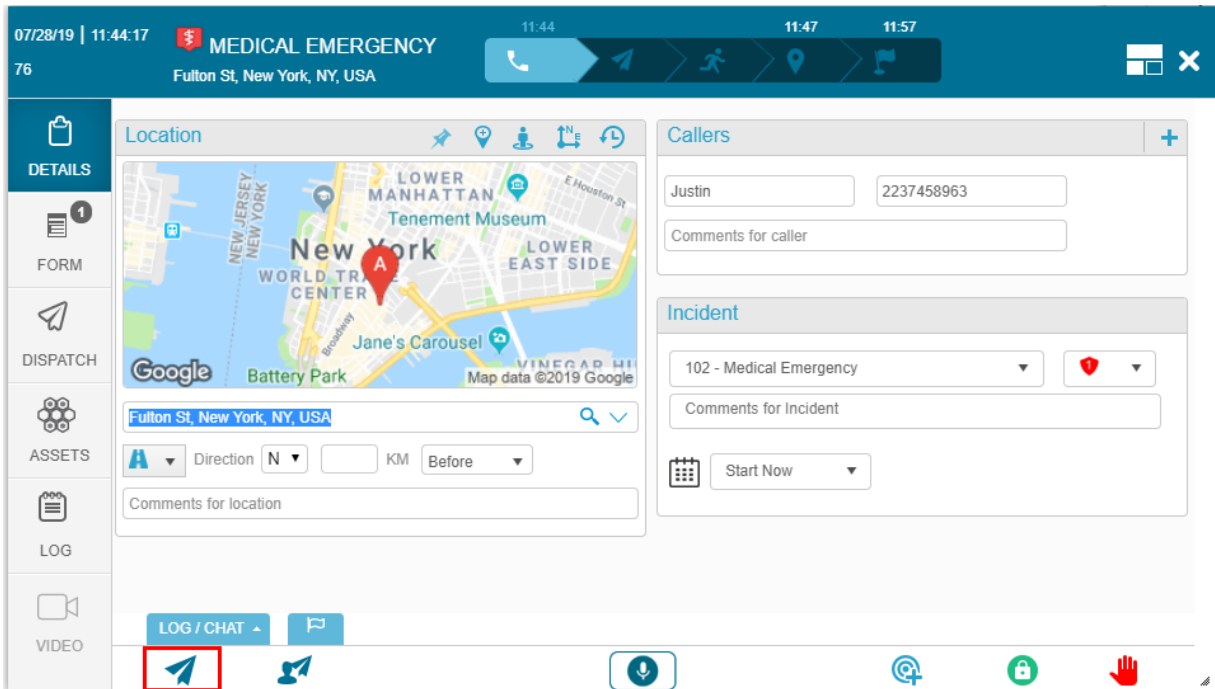 07/28/19 | 11:44:17
76
MEDICAL EMERGENCY
Fulton St, New York, NY, USA
11:44
11:47
11:57
DETAILS
1
FORM
DISPATCH
ASSETS
LOG
VIDEO
Location
N
E
NEW JERSEY
NEW YORK
LOWER
MANHATTAN
E Houston St
Tenement Museum
New York
LOWER
EAST SIDE
A
WORLD TRADE
CENTER
Broadway
Jane's Carousel
VINEGAR HI
Google
Battery Park
Map data ©2019 Google
Fulton St, New York, NY, USA
Direction N KM Before
Comments for location
Callers
Justin 2237458963
Comments for caller
Incident
102 - Medical Emergency 1
Comments for Incident
Start Now
LOG / CHAT